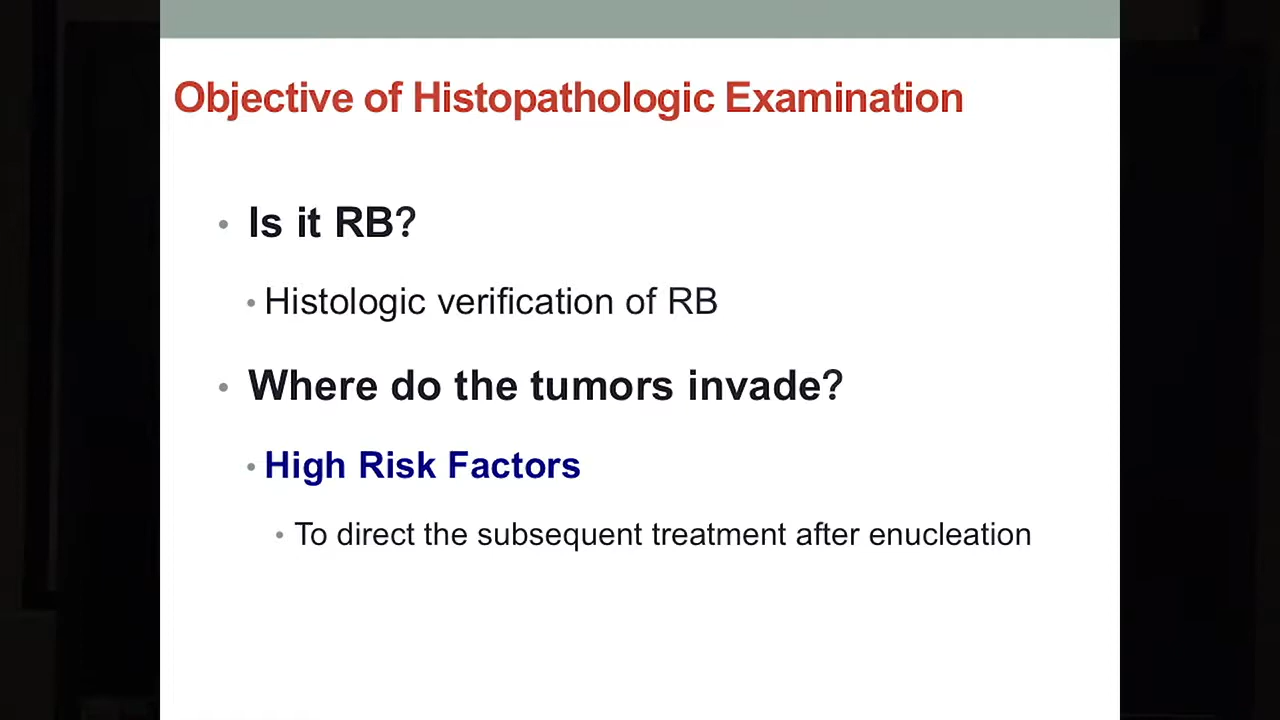 Objective of Histopathologic Examination
• Is it RB?
• Histologic verification of RB
• Where do the tumors invade?
• High Risk Factors
• To direct the subsequent treatment after enucleation